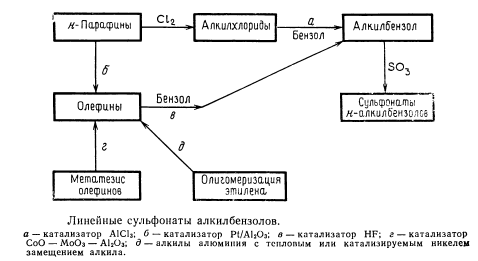 н-Парафины
Cl₂
Алкилхлориды
а
Бензол
Алкилбензол
б
SO₃
Олефины
Бензол
в
Сульфонаты
н-алкилбензолов
г
д
Метатезис
олефинов
Олигомеризация
этилена
Линейные сульфонаты алкилбензолов.
а — катализатор AlCl₃; б — катализатор Pt/Al₂O₃; в — катализатор HF; г — катализатор
CoO — MoO₃ — Al₂O₃; д — алкилы алюминия с тепловым или катализируемым никелем
замещением алкила.